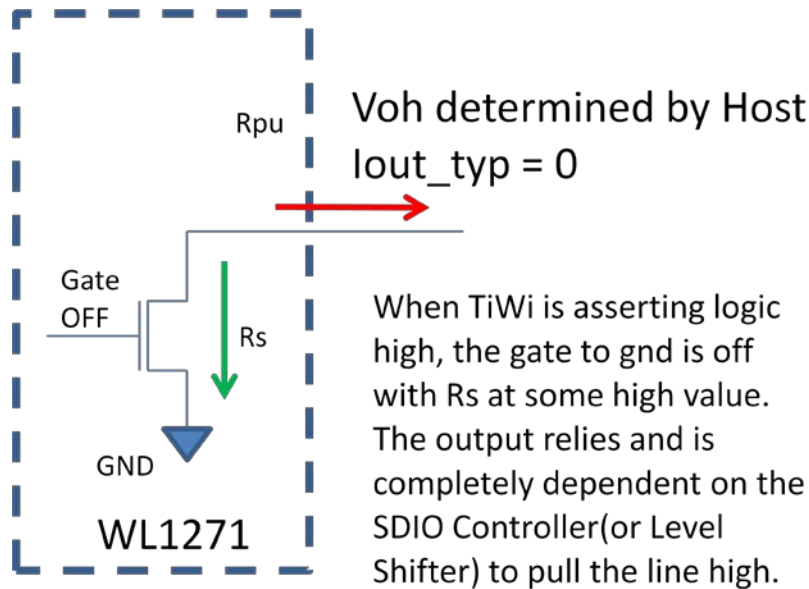 Rpu
Voh determined by Host
Iout_typ = 0
Gate
OFF
Rs
GND
WL1271
When TiWi is asserting logic
high, the gate to gnd is off
with Rs at some high value.
The output relies and is
completely dependent on the
SDIO Controller(or Level
Shifter) to pull the line high.